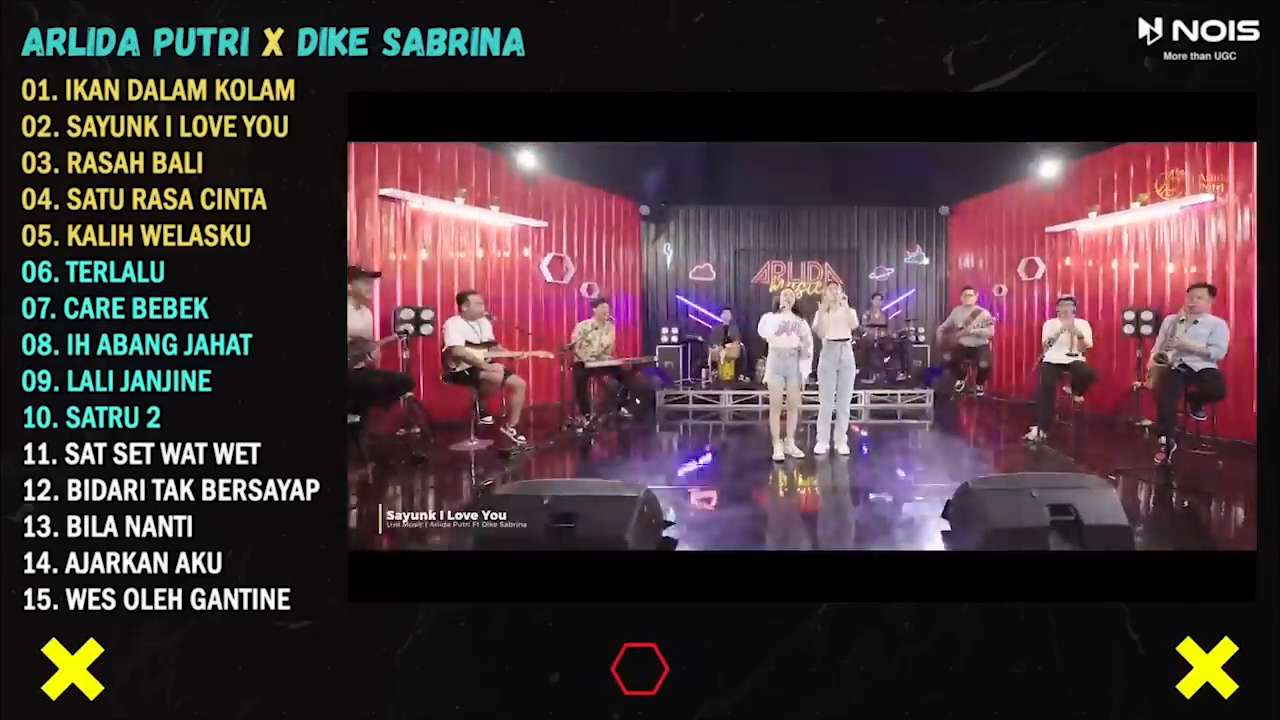 ARLIDA PUTRI X DIKE SABRINA
NOIS
More than UGC
01. IKAN DALAM KOLAM
02. SAYUNK I LOVE YOU
03. RASAH BALI
04. SATU RASA CINTA
05. KALIH WELASKU
06. TERLALU
07. CARE BEBEK
08. IH ABANG JAHAT
09. LALI JANJINE
10. SATRU 2
11. SAT SET WAT WET
12. BIDARI TAK BERSAYAP
13. BILA NANTI
14. AJARKAN AKU
15. WES OLEH GANTINE
Arlida
Putri
ARLIDA
Music
Sayunk I Love You
Live Music | Arlida Putri Ft Dike Sabrina